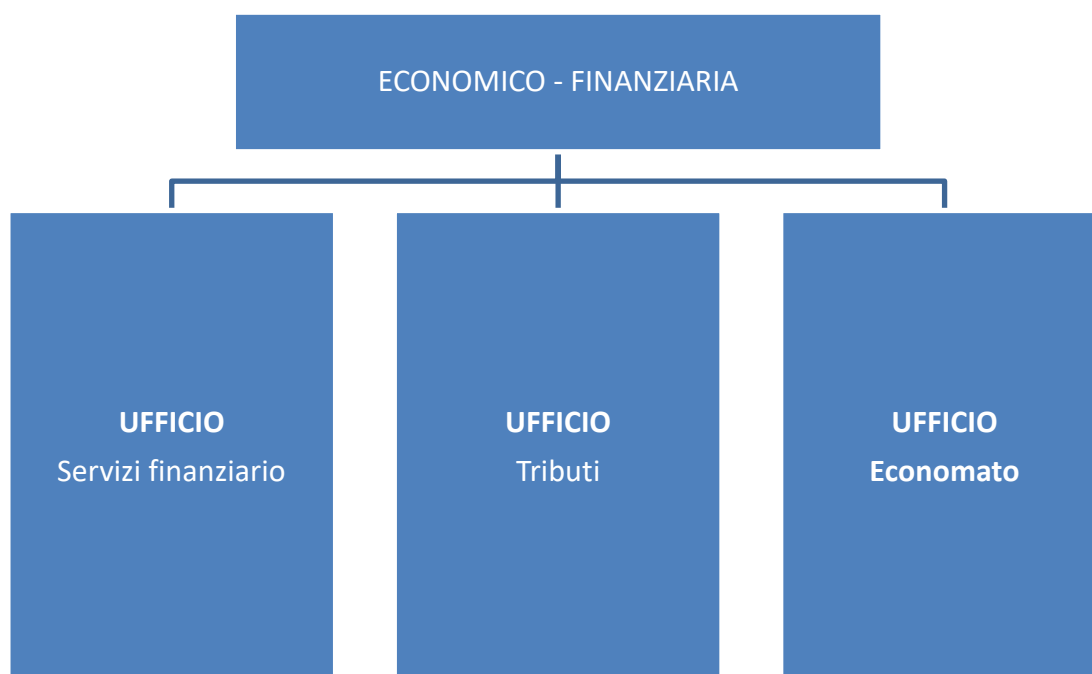 ECONOMICO - FINANZIARIA
UFFICIO
Servizi finanziario
UFFICIO
Tributi
UFFICIO
Economato